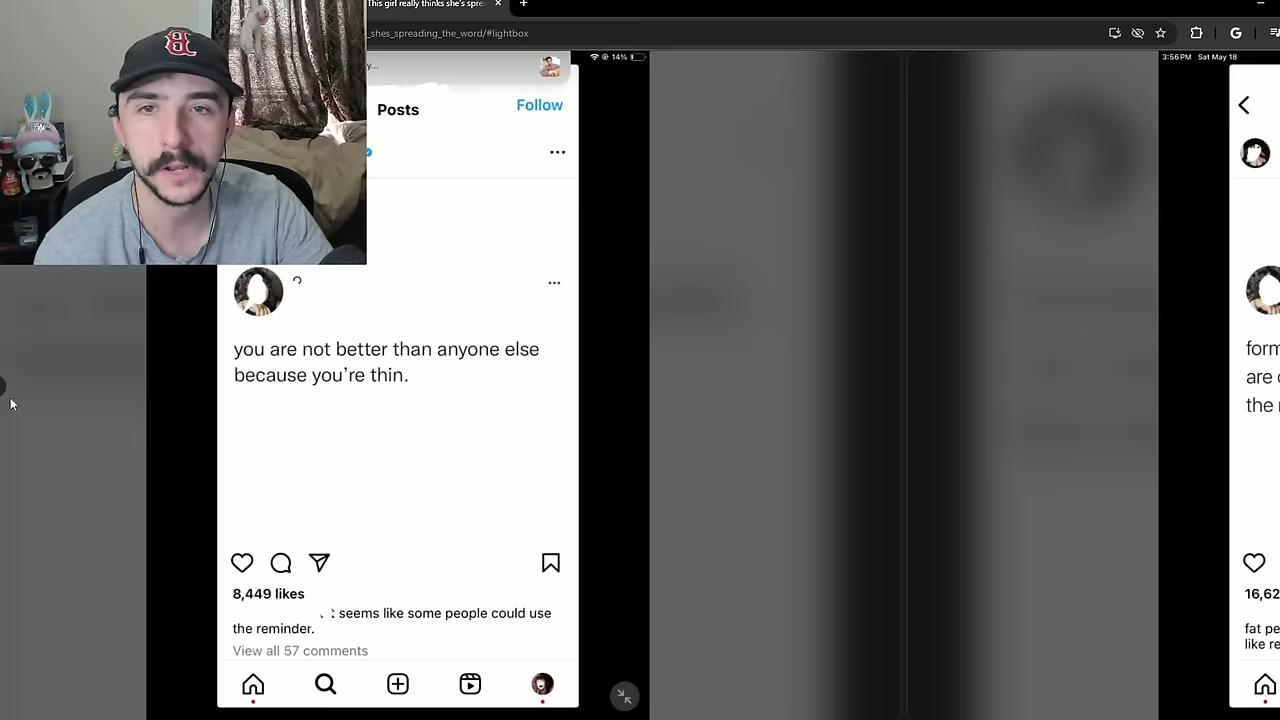 This girl really thinks she's spre
_shes_spreading_the_word/#lightbox
y...
14%
3:56PM Sat May 18
Posts
Follow
you are not better than anyone else
because you're thin.
8,449 likes
seems like some people could use
the reminder.
View all 57 comments
form
are
the
16,62
fat pe
like re
B
G